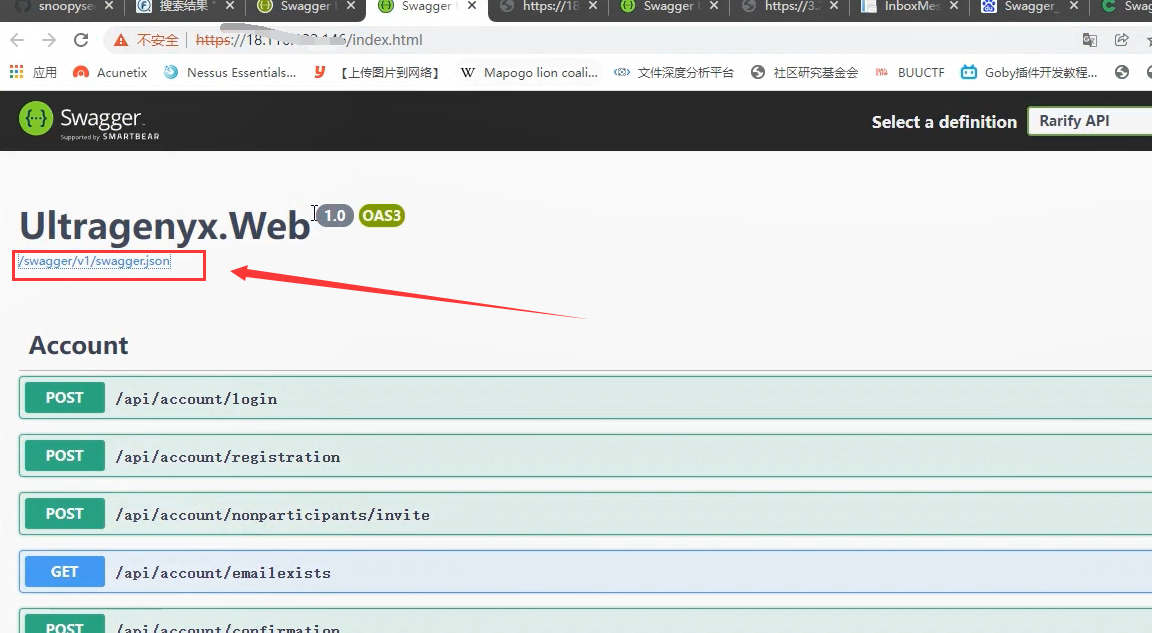 snoopyse
搜索结果
Swagger
Swagger
https://18
Swagger
https://3.
InboxMes
Swagger_
Swag
不安全 https://18. /index.html
应用 Acunetix Nessus Essentials... 【上传图片到网络】 Mapogo lion coali... 文件深度分析平台 社区研究基金会 BUUCTF Goby插件开发教程...
Swagger
Supported by SMARTBEAR
Select a definition Rarify API
Ultragenyx.Web 1.0 OAS3
/swagger/v1/swagger.json
Account
POST /api/account/login
POST /api/account/registration
POST /api/account/nonparticipants/invite
GET /api/account/emailexists
POST /api/account/confirmation